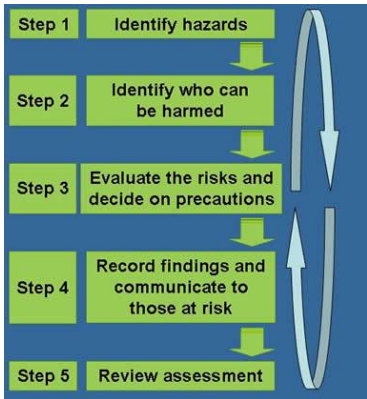 Step 1 Identify hazards
Step 2 Identify who can
be harmed
Step 3 Evaluate the risks and
decide on precautions
Step 4 Record findings and
communicate to
those at risk
Step 5 Review assessment